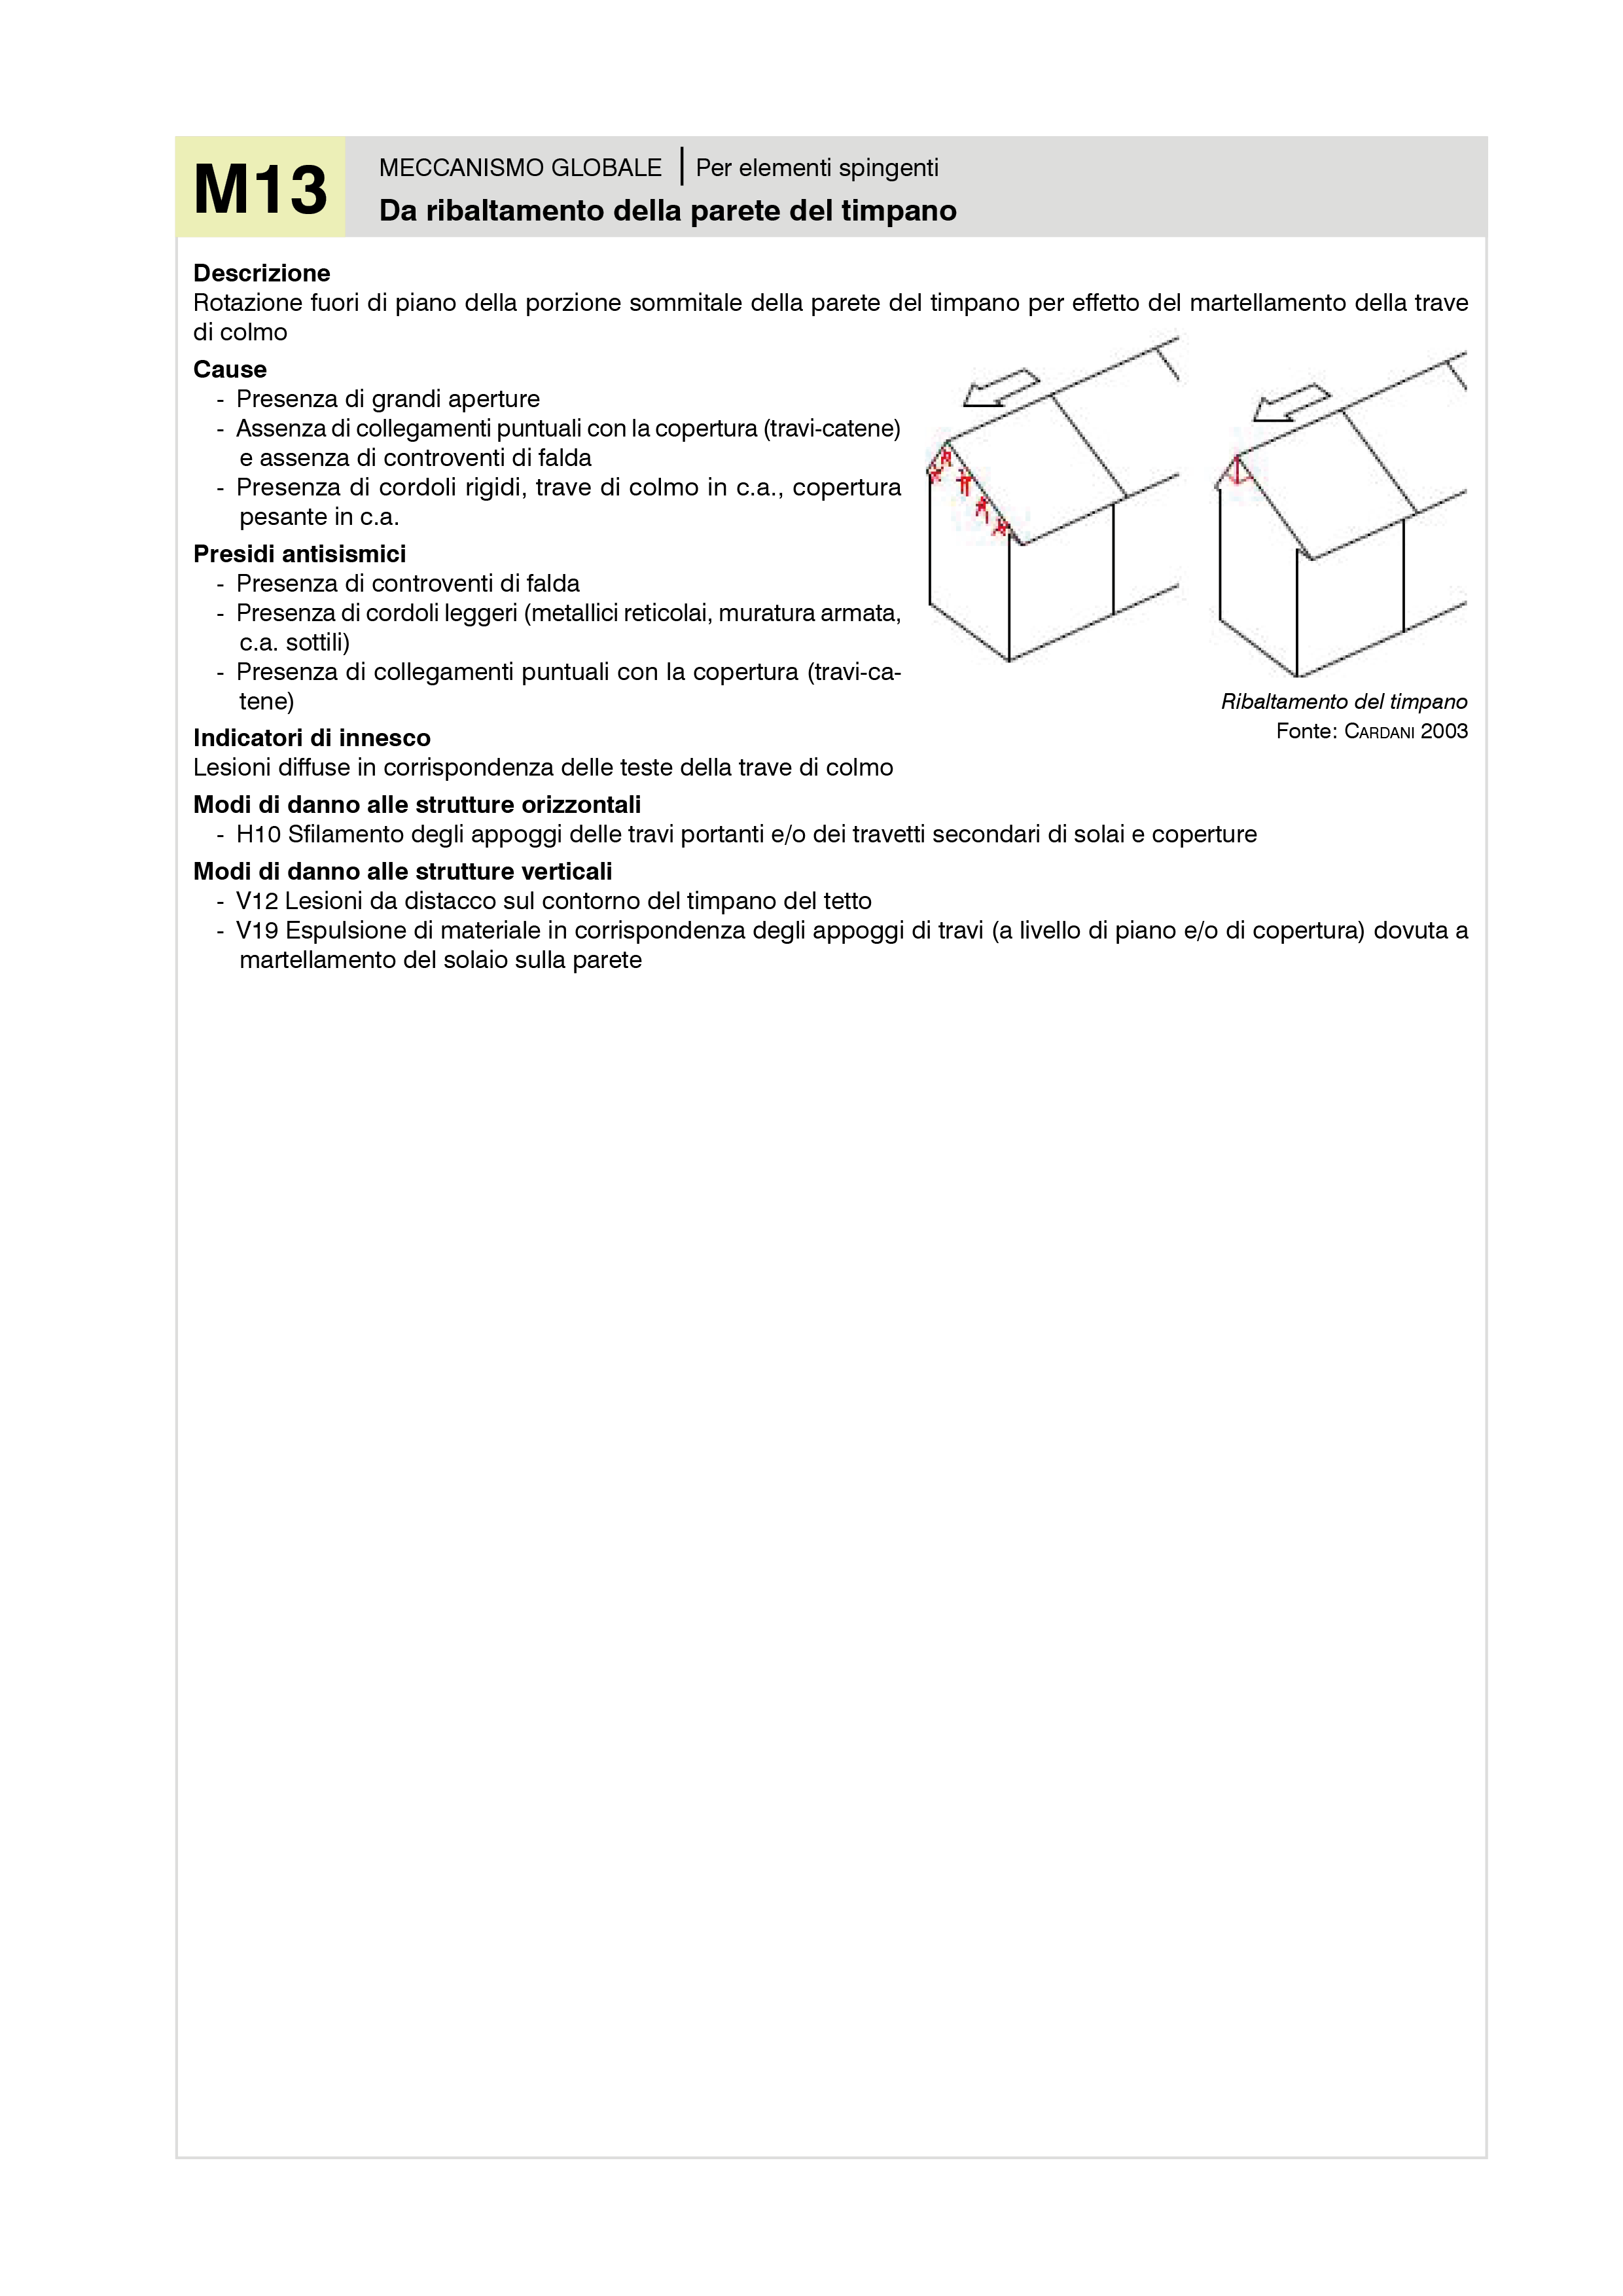 M13
MECCANISMO GLOBALE | Per elementi spingenti
Da ribaltamento della parete del timpano
Descrizione
Rotazione fuori di piano della porzione sommitale della parete del timpano per effetto del martellamento della trave
di colmo
Cause
- Presenza di grandi aperture
- Assenza di collegamenti puntuali con la copertura (travi-catene)
e assenza di controventi di falda
- Presenza di cordoli rigidi, trave di colmo in c.a., copertura
pesante in c.a.
Presidi antisismici
- Presenza di controventi di falda
- Presenza di cordoli leggeri (metallici reticolai, muratura armata,
c.a. sottili)
- Presenza di collegamenti puntuali con la copertura (travi-ca-
tene)
Ribaltamento del timpano
Fonte: CARDANI 2003
Indicatori di innesco
Lesioni diffuse in corrispondenza delle teste della trave di colmo
Modi di danno alle strutture orizzontali
- H10 Sfilamento degli appoggi delle travi portanti e/o dei travetti secondari di solai e coperture
Modi di danno alle strutture verticali
- V12 Lesioni da distacco sul contorno del timpano del tetto
- V19 Espulsione di materiale in corrispondenza degli appoggi di travi (a livello di piano e/o di copertura) dovuta a
martellamento del solaio sulla parete